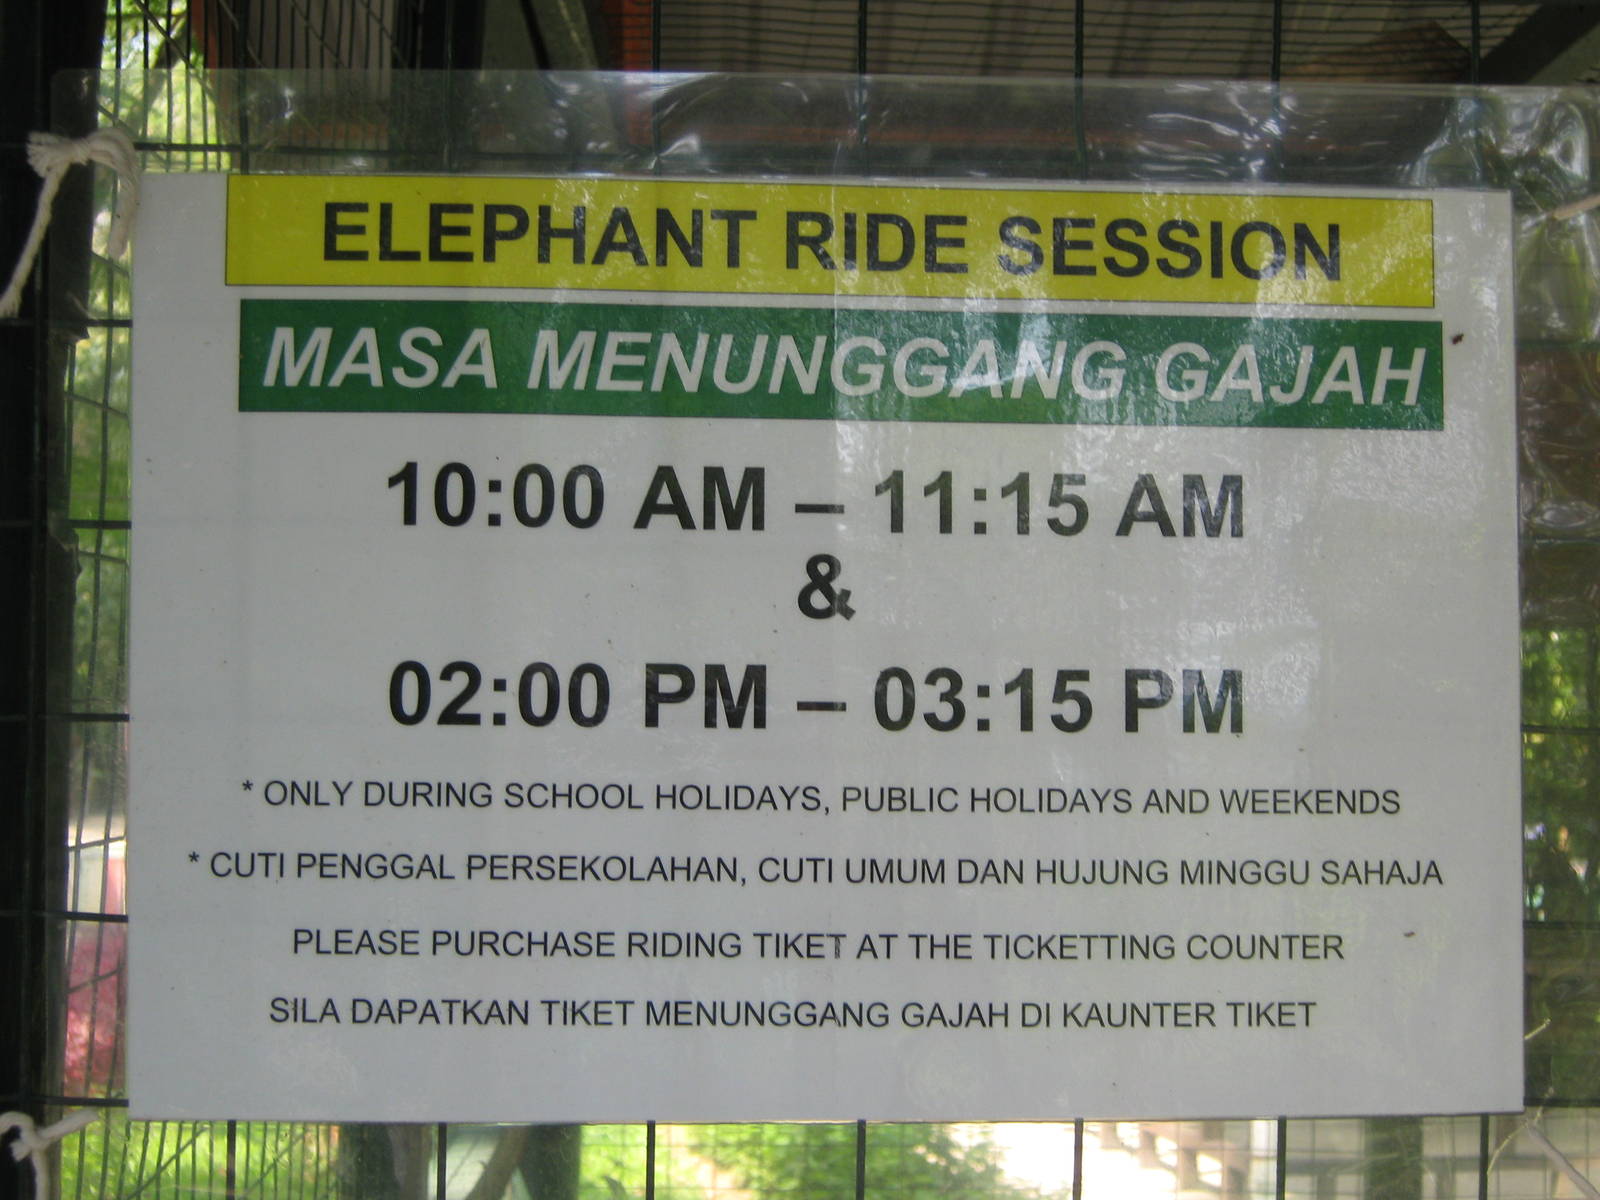 ELEPHANT RIDE SESSION
MASA MENUNGGANG GAJAH
10:00 AM – 11:15 AM
&
02:00 PM – 03:15 PM
* ONLY DURING SCHOOL HOLIDAYS, PUBLIC HOLIDAYS AND WEEKENDS
* CUTI PENGGAL PERSEKOLAHAN, CUTI UMUM DAN HUJUNG MINGGU SAHAJA
PLEASE PURCHASE RIDING TIKET AT THE TICKETTING COUNTER
SILA DAPATKAN TIKET MENUNGGANG GAJAH DI KAUNTER TIKET